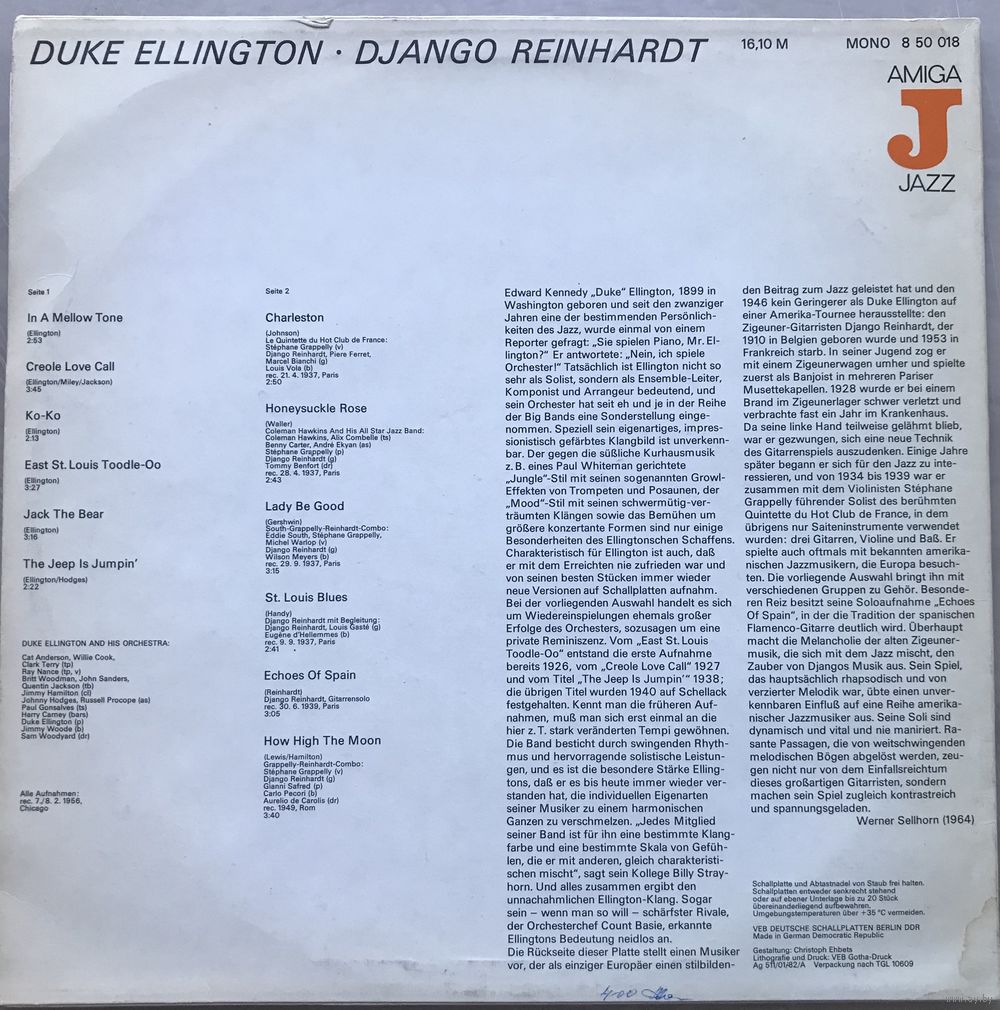 DUKE ELLINGTON · DJANGO REINHARDT
16,10 M
MONO 8 50 018
AMIGA
J
JAZZ
Seite 1
In A Mellow Tone
(Ellington)
2:53
Creole Love Call
(Ellington/Miley/Jackson)
3:45
Ko-Ko
(Ellington)
2:13
East St. Louis Toodle-Oo
(Ellington)
3:27
Jack The Bear
(Ellington)
3:16
The Jeep Is Jumpin’
(Ellington/Hodges)
2:22
DUKE ELLINGTON AND HIS ORCHESTRA:
Cat Anderson, Willie Cook,
Clark Terry (tp)
Ray Nance (tp, v)
Britt Woodman, John Sanders,
Quentin Jackson (tb)
Jimmy Hamilton (cl)
Johnny Hodges, Russell Procope (as)
Paul Gonsalves (ts)
Harry Carney (bars)
Duke Ellington (p)
Jimmy Woode (b)
Sam Woodyard (dr)
Alle Aufnahmen:
rec. 7./8. 2. 1956,
Chicago
Seite 2
Charleston
(Johnson)
Le Quintette du Hot Club de France:
Stéphane Grappelly (v)
Django Reinhardt, Piere Ferret,
Marcel Bianchi (g)
Louis Vola (b)
rec. 21. 4. 1937, Paris
2:50
Honeysuckle Rose
(Waller)
Coleman Hawkins And His All Star Jazz Band:
Coleman Hawkins, Alix Combelle (ts)
Benny Carter, André Ekyan (as)
Stéphane Grappelly (p)
Django Reinhardt (g)
Tommy Benfort (dr)
rec. 28. 4. 1937, Paris
2:43
Lady Be Good
(Gershwin)
South-Grappelly-Reinhardt-Combo:
Eddie South, Stéphane Grappelly,
Michel Warlop (v)
Django Reinhardt (g)
Wilson Meyers (b)
rec. 29. 9. 1937, Paris
3:15
St. Louis Blues
(Handy)
Django Reinhardt mit Begleitung:
Django Reinhardt, Louis Gasté (g)
Eugène d'Hellemmes (b)
rec. 9. 9. 1937, Paris
2:41
Echoes Of Spain
(Reinhardt)
Django Reinhardt, Gitarrensolo
rec. 30. 6. 1939, Paris
3:05
How High The Moon
(Lewis/Hamilton)
Grappelly-Reinhardt-Combo:
Stéphane Grappelly (v)
Django Reinhardt (g)
Gianni Safred (p)
Carlo Pecori (b)
Aurelio de Carolis (dr)
rec. 1949, Rom
3:40
Edward Kennedy „Duke“ Ellington, 1899 in
Washington geboren und seit den zwanziger
Jahren eine der bestimmenden Persönlich-
keiten des Jazz, wurde einmal von einem
Reporter gefragt: „Sie spielen Piano, Mr. El-
lington?“ Er antwortete: „Nein, ich spiele
Orchester!“ Tatsächlich ist Ellington nicht so
sehr als Solist, sondern als Ensemble-Leiter,
Komponist und Arrangeur bedeutend, und
sein Orchester hat seit eh und je in der Reihe
der Big Bands eine Sonderstellung einge-
nommen. Speziell sein eigenartiges, impres-
sionistisch gefärbtes Klangbild ist unverkenn-
bar. Der gegen die süßliche Kurhausmusik
z. B. eines Paul Whiteman gerichtete
„Jungle“-Stil mit seinen sogenannten Growl-
Effekten von Trompeten und Posaunen, der
„Mood“-Stil mit seinen schwermütig-ver-
träumten Klängen sowie das Bemühen um
größere konzertante Formen sind nur einige
Besonderheiten des Ellingtonschen Schaffens.
Charakteristisch für Ellington ist auch, daß
er mit dem Erreichten nie zufrieden war und
von seinen besten Stücken immer wieder
neue Versionen auf Schallplatten aufnahm.
Bei der vorliegenden Auswahl handelt es sich
um Wiedereinspielungen ehemals großer
Erfolge des Orchesters, sozusagen um eine
private Reminiszenz. Vom „East St. Louis
Toodle-Oo“ entstand die erste Aufnahme
bereits 1926, vom „Creole Love Call“ 1927
und vom Titel „The Jeep Is Jumpin’“ 1938;
die übrigen Titel wurden 1940 auf Schellack
festgehalten. Kennt man die früheren Auf-
nahmen, muß man sich erst einmal an die
hier z. T. stark veränderten Tempi gewöhnen.
Die Band besticht durch swingenden Rhyth-
mus und hervorragende solistische Leistun-
gen, und es ist die besondere Stärke Elling-
tons, daß er es bis heute immer wieder ver-
standen hat, die individuellen Eigenarten
seiner Musiker zu einem harmonischen
Ganzen zu verschmelzen. „Jedes Mitglied
seiner Band ist für ihn eine bestimmte Klang-
farbe und eine bestimmte Skala von Gefüh-
len, die er mit anderen, gleich charakteristi-
schen mischt“, sagt sein Kollege Billy Stray-
horn. Und alles zusammen ergibt den
unnachahmlichen Ellington-Klang. Sogar
sein – wenn man so will – schärfster Rivale,
der Orchesterchef Count Basie, erkannte
Ellingtons Bedeutung neidlos an.
Die Rückseite dieser Platte stellt einen Musiker
vor, der als einziger Europäer einen stilbilden-
den Beitrag zum Jazz geleistet hat und den
1946 kein Geringerer als Duke Ellington auf
einer Amerika-Tournee herausstellte: den
Zigeuner-Gitarristen Django Reinhardt, der
1910 in Belgien geboren wurde und 1953 in
Frankreich starb. In seiner Jugend zog er
mit einem Zigeunerwagen umher und spielte
zuerst als Banjoist in mehreren Pariser
Musettekapellen. 1928 wurde er bei einem
Brand im Zigeunerlager schwer verletzt und
verbrachte fast ein Jahr im Krankenhaus.
Da seine linke Hand teilweise gelähmt blieb,
war er gezwungen, sich eine neue Technik
des Gitarrenspiels auszudenken. Einige Jahre
später begann er sich für den Jazz zu inte-
ressieren, und von 1934 bis 1939 war er
zusammen mit dem Violinisten Stéphane
Grappelly führender Solist des berühmten
Quintette du Hot Club de France, in dem
übrigens nur Saiteninstrumente verwendet
wurden: drei Gitarren, Violine und Baß. Er
spielte auch oftmals mit bekannten amerika-
nischen Jazzmusikern, die Europa besuch-
ten. Die vorliegende Auswahl bringt ihn mit
verschiedenen Gruppen zu Gehör. Besonde-
ren Reiz besitzt seine Soloaufnahme „Echoes
Of Spain“, in der die Tradition der spanischen
Flamenco-Gitarre deutlich wird. Überhaupt
macht die Melancholie der alten Zigeuner-
musik, die sich mit dem Jazz mischt, den
Zauber von Djangos Musik aus. Sein Spiel,
das hauptsächlich rhapsodisch und von
verzierter Melodik war, übte einen unver-
kennbaren Einfluß auf eine Reihe amerika-
nischer Jazzmusiker aus. Seine Soli sind
dynamisch und vital und nie maniriert. Ra-
sante Passagen, die von weitschwingenden
melodischen Bögen abgelöst werden, zeu-
gen nicht nur von dem Einfallsreichtum
dieses großartigen Gitarristen, sondern
machen sein Spiel zugleich kontrastreich
und spannungsgeladen.
Werner Sellhorn (1964)
Schallplatte und Abtastnadel von Staub frei halten.
Schallplatten entweder senkrecht stehend
oder auf ebener Unterlage bis zu 20 Stück
übereinanderliegend aufbewahren.
Umgebungstemperaturen über +35 °C vermeiden.
VEB DEUTSCHE SCHALLPLATTEN BERLIN DDR
Made in German Democratic Republic
Gestaltung: Christoph Ehbets
Lithografie und Druck: VEB Gotha-Druck
Ag 511/01/82/A Verpackung nach TGL 10609
400
www.ay.by